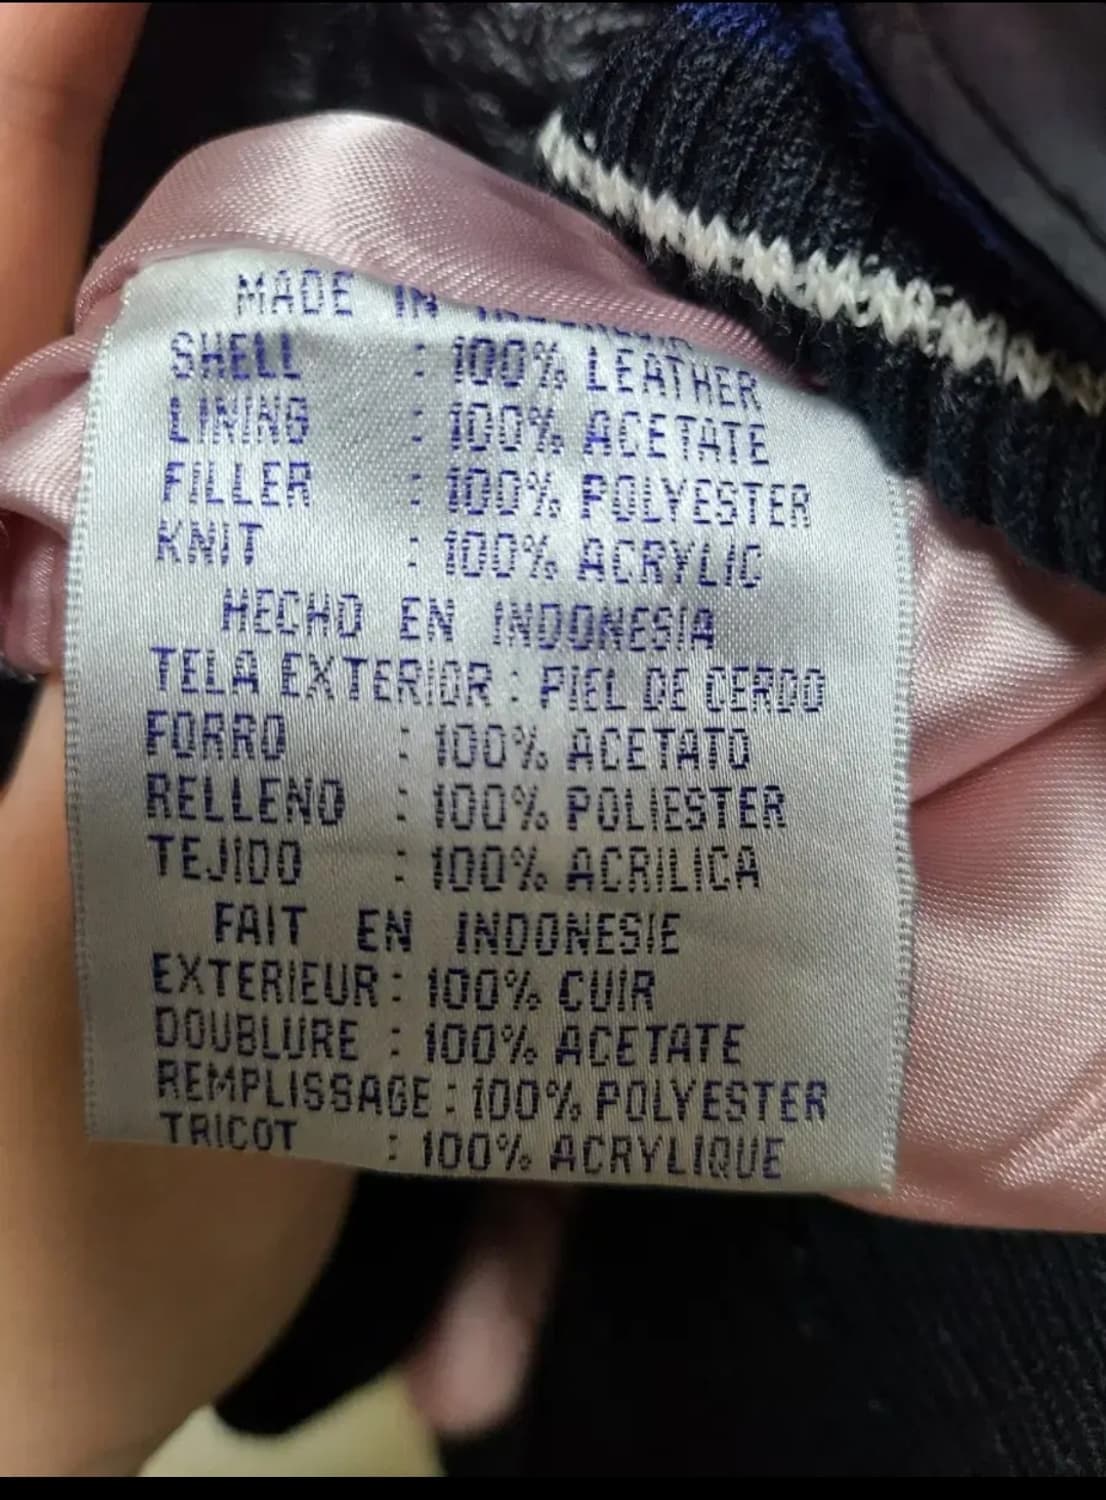 MADE IN INDONESIA
SHELL : 100% LEATHER
LINING : 100% ACETATE
FILLER : 100% POLYESTER
KNIT : 100% ACRYLIC
HECHO EN INDONESIA
TELA EXTERIOR : PIEL DE CERDO
FORRO : 100% ACETATO
RELLENO : 100% POLIESTER
TEJIDO : 100% ACRILICA
FAIT EN INDONESIE
EXTERIEUR : 100% CUIR
DOUBLURE : 100% ACETATE
REMPLISSAGE : 100% POLYESTER
TRICOT : 100% ACRYLIQUE